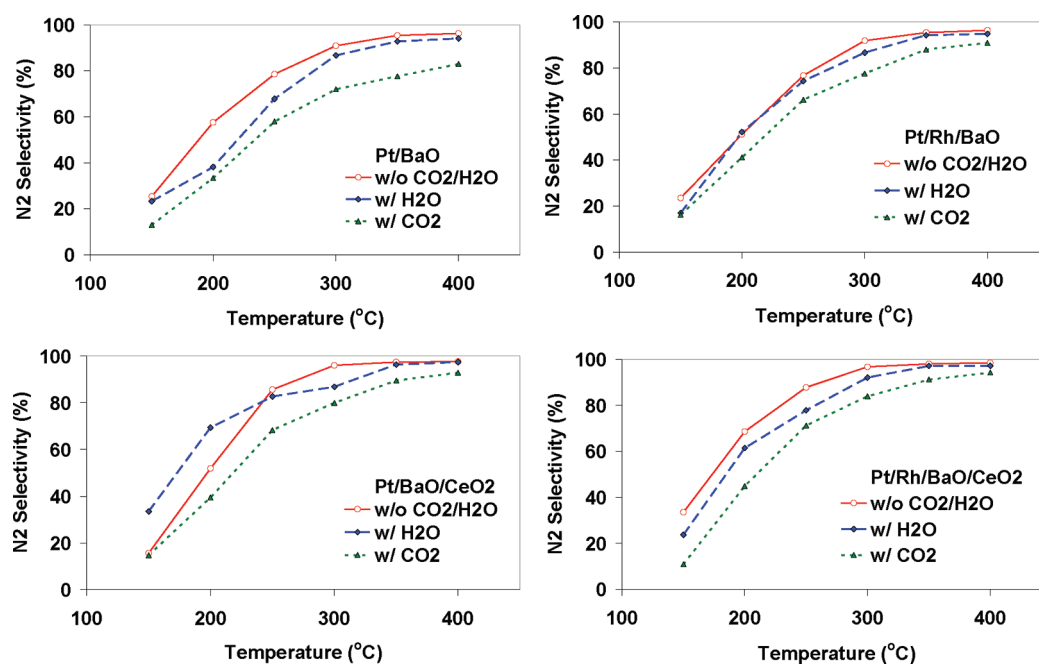 100
80
60
40
20
0
N2 Selectivity (%)
Pt/BaO
w/o CO2/H2O
w/ H2O
w/ CO2
100 200 300 400
Temperature (oC)
100
80
60
40
20
0
N2 Selectivity (%)
Pt/Rh/BaO
w/o CO2/H2O
w/ H2O
w/ CO2
100 200 300 400
Temperature (oC)
100
80
60
40
20
0
N2 Selectivity (%)
Pt/BaO/CeO2
w/o CO2/H2O
w/ H2O
w/ CO2
100 200 300 400
Temperature (oC)
100
80
60
40
20
0
N2 Selectivity (%)
Pt/Rh/BaO/CeO2
w/o CO2/H2O
w/ H2O
w/ CO2
100 200 300 400
Temperature (oC)